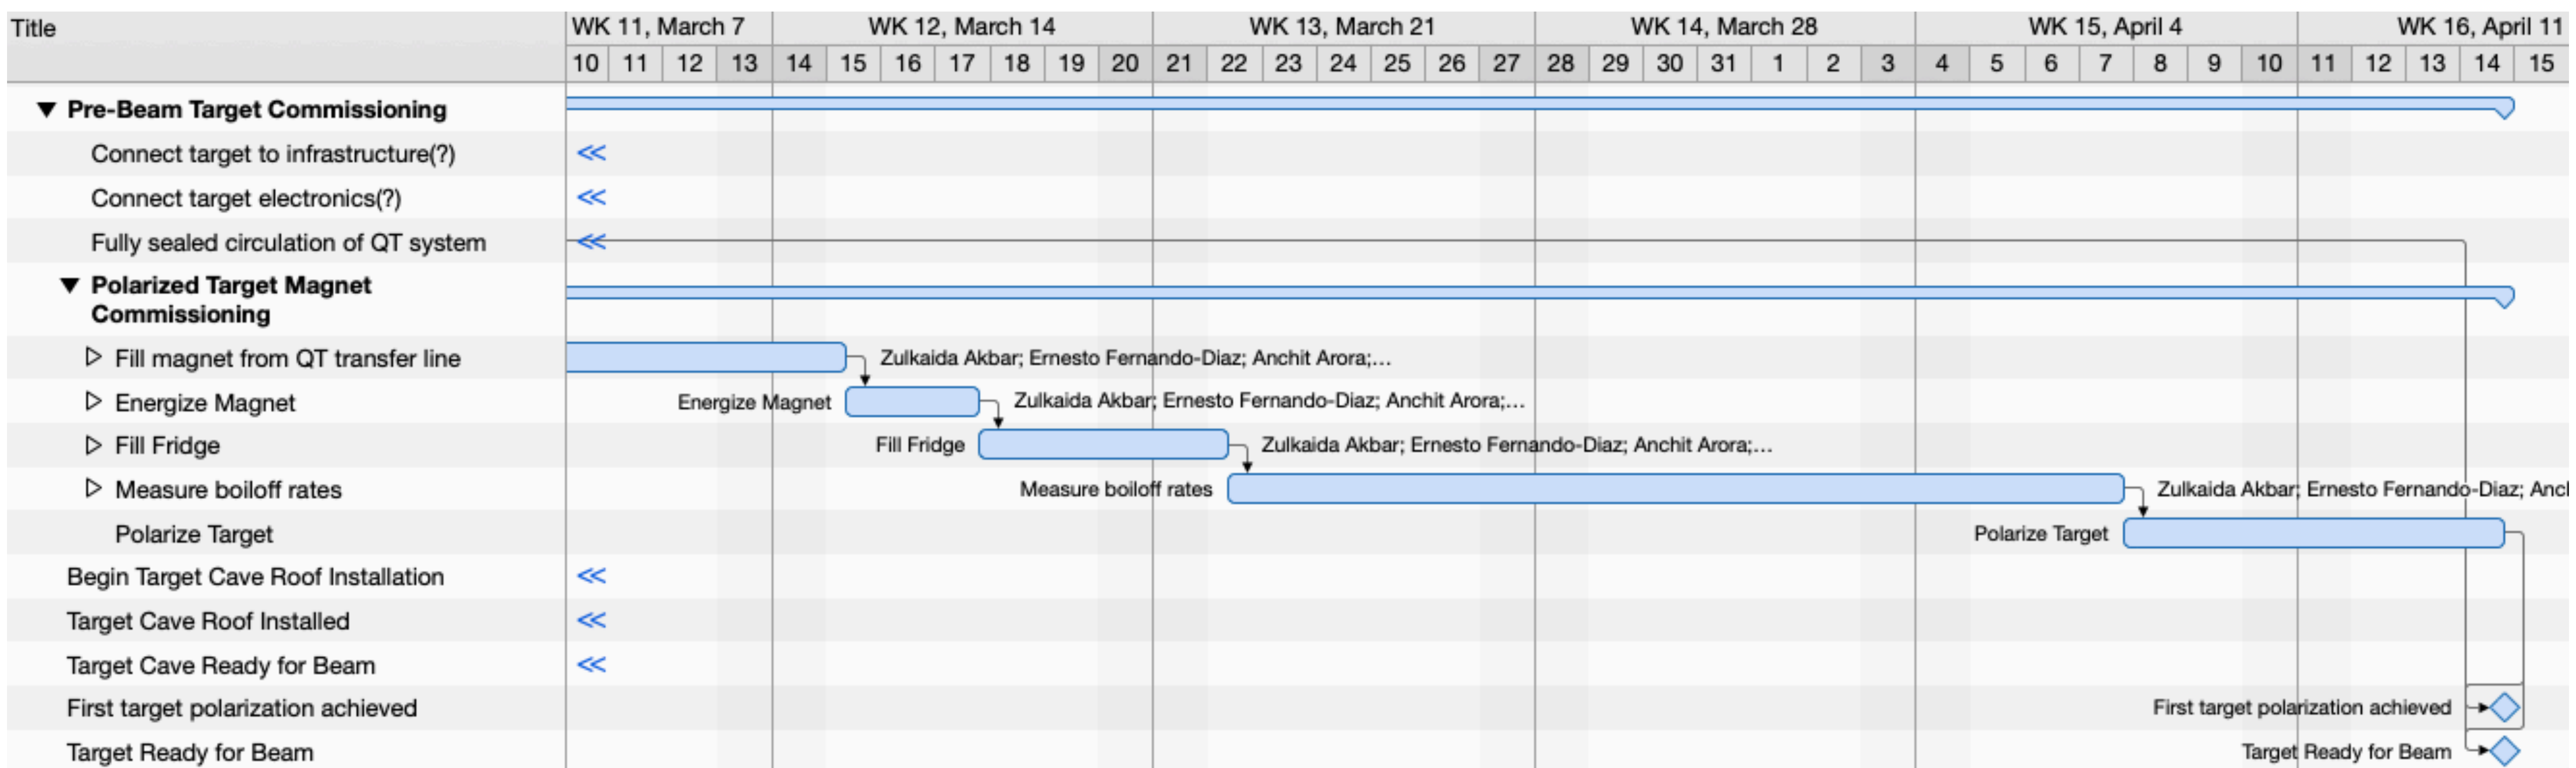 Title
WK 11, March 7 WK 12, March 14 WK 13, March 21 WK 14, March 28 WK 15, April 4 WK 16, April 11
10 11 12 13 14 15 16 17 18 19 20 21 22 23 24 25 26 27 28 29 30 31 1 2 3 4 5 6 7 8 9 10 11 12 13 14 15
Pre-Beam Target Commissioning
Connect target to infrastructure(?)
Connect target electronics(?)
Fully sealed circulation of QT system
Polarized Target Magnet
Commissioning
Fill magnet from QT transfer line Zulkaida Akbar; Ernesto Fernando-Diaz; Anchit Arora;...
Energize Magnet Energize Magnet Zulkaida Akbar; Ernesto Fernando-Diaz; Anchit Arora;...
Fill Fridge Fill Fridge Zulkaida Akbar; Ernesto Fernando-Diaz; Anchit Arora;...
Measure boiloff rates Measure boiloff rates Zulkaida Akbar; Ernesto Fernando-Diaz;
Polarize Target Polarize Target
Begin Target Cave Roof Installation
Target Cave Roof Installed
Target Cave Ready for Beam
First target polarization achieved First target polarization achieved
Target Ready for Beam Target Ready for Beam